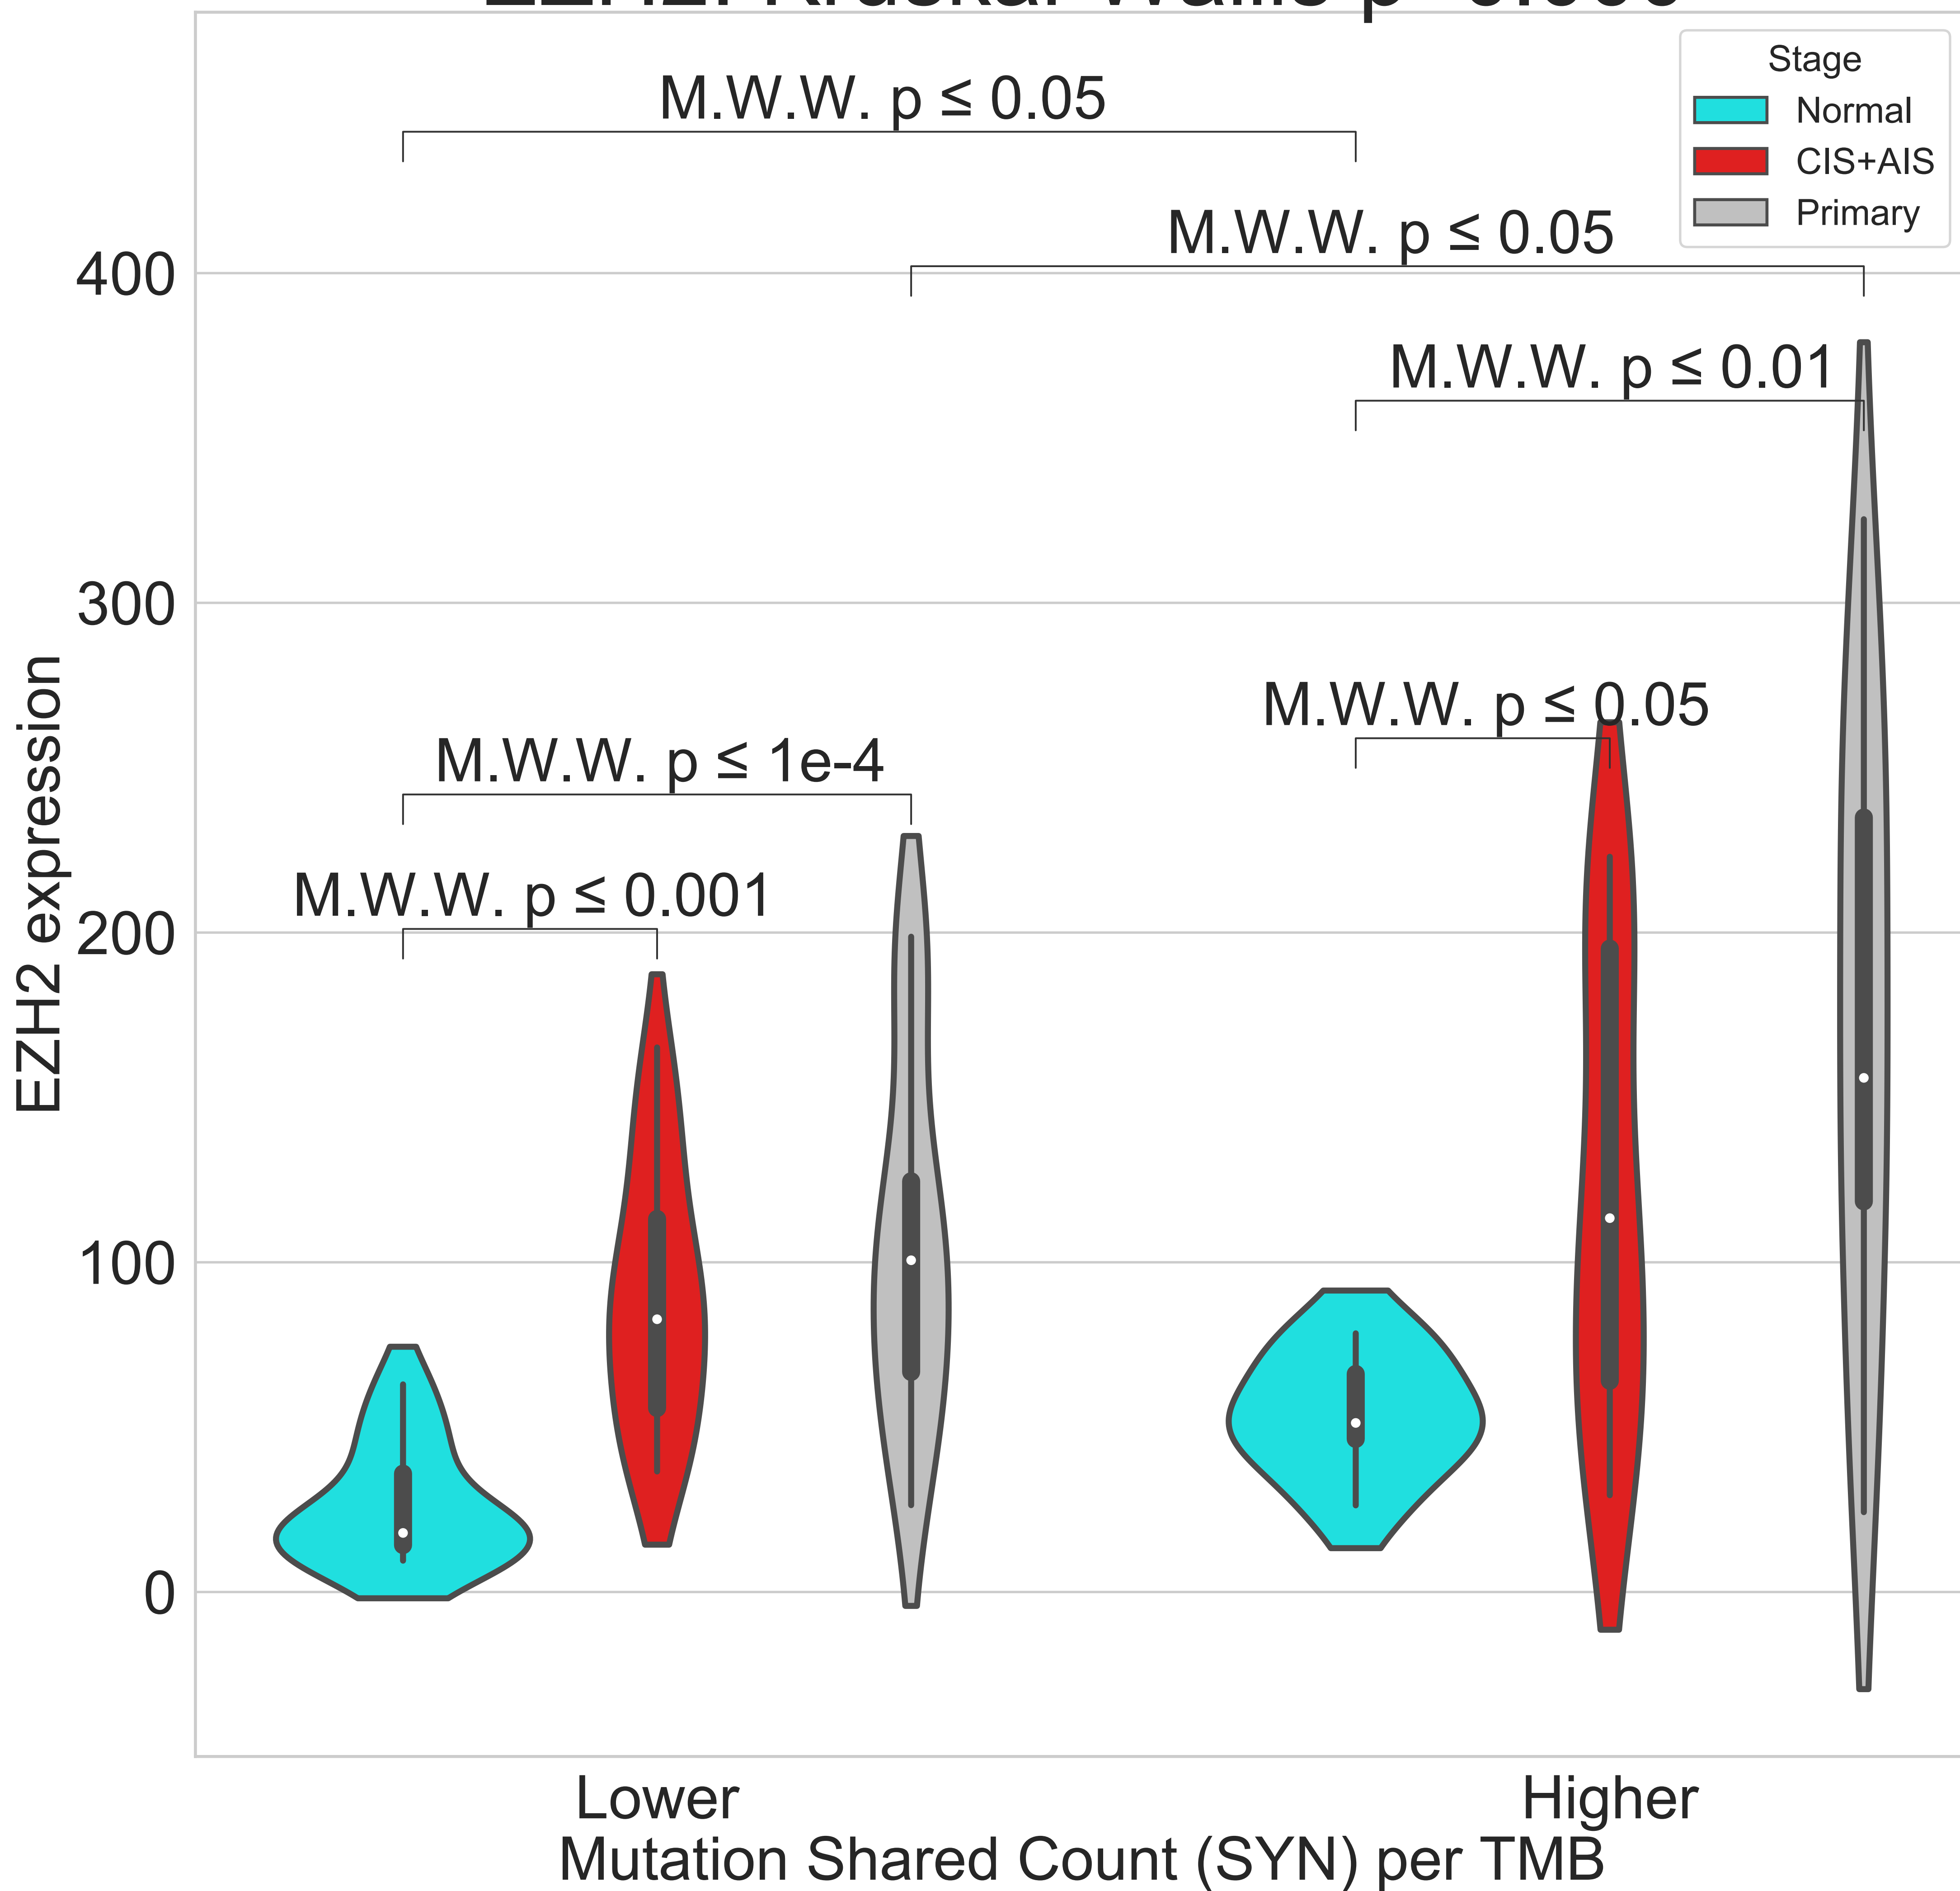 Stage
Normal
CIS+AIS
Primary
M.W.W. p ≤ 0.05
M.W.W. p ≤ 0.05
M.W.W. p ≤ 0.01
M.W.W. p ≤ 0.05
M.W.W. p ≤ 1e-4
M.W.W. p ≤ 0.001
400
300
200
100
0
EZH2 expression
Lower
Higher
Mutation Shared Count (SYN) per TMB